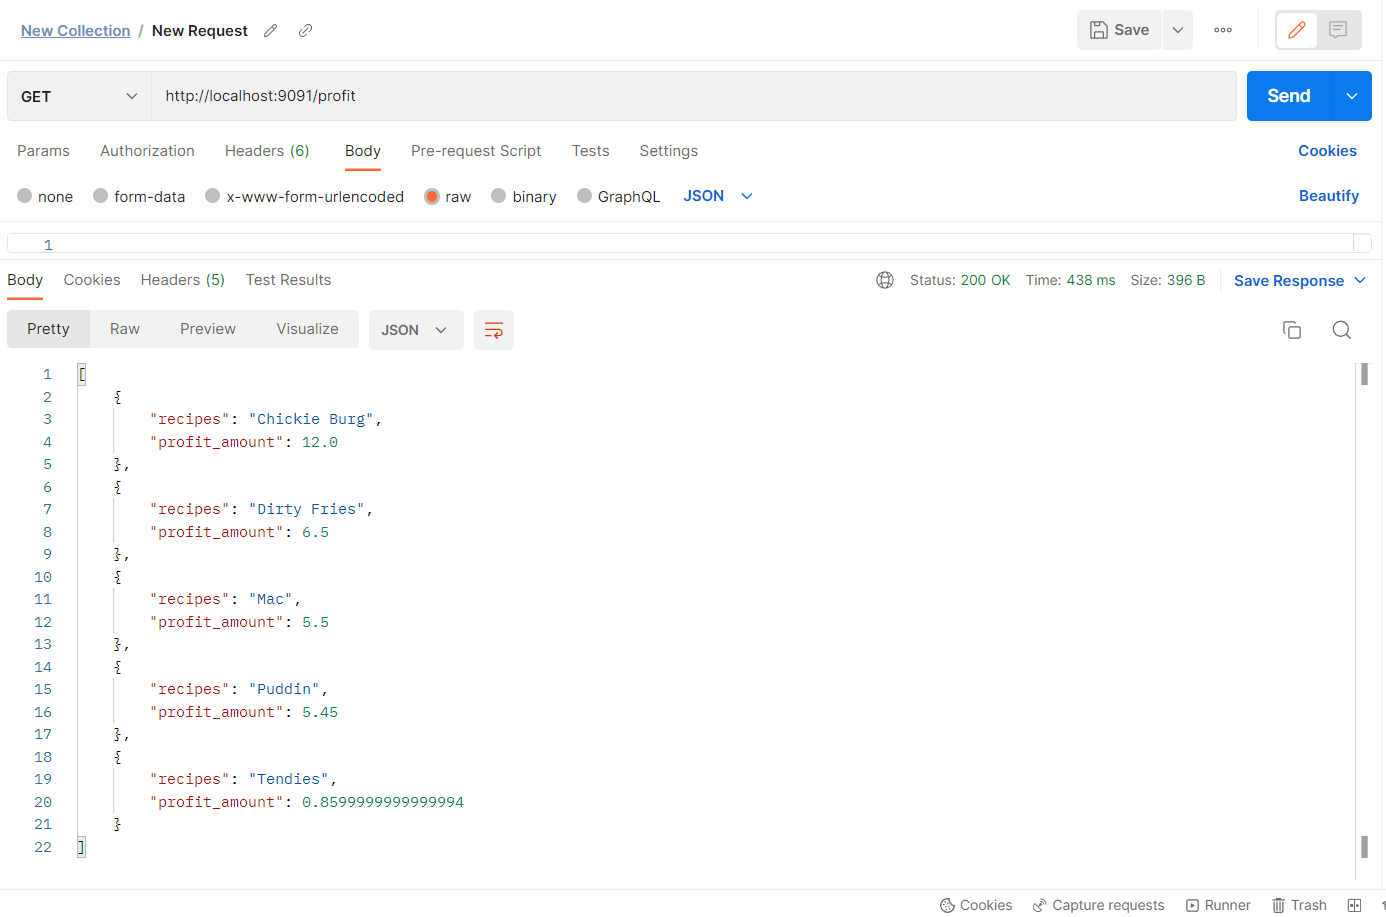 New Collection / New Request Save
GET http://localhost:9091/profit Send
Params Authorization Headers (6) Body Pre-request Script Tests Settings Cookies
none form-data x-www-form-urlencoded raw binary GraphQL JSON Beautify
1
Body Cookies Headers (5) Test Results Status: 200 OK Time: 438 ms Size: 396 B Save Response
Pretty Raw Preview Visualize JSON
1 [
2 {
3 "recipes": "Chickie Burg",
4 "profit_amount": 12.0
5 },
6 {
7 "recipes": "Dirty Fries",
8 "profit_amount": 6.5
9 },
10 {
11 "recipes": "Mac",
12 "profit_amount": 5.5
13 },
14 {
15 "recipes": "Puddin",
16 "profit_amount": 5.45
17 },
18 {
19 "recipes": "Tendies",
20 "profit_amount": 0.8599999999999994
21 }
22 ]
Cookies Capture requests Runner Trash